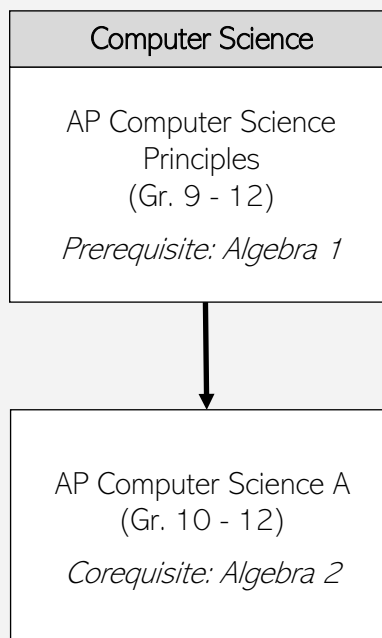 Computer Science
AP Computer Science
Principles
(Gr. 9 - 12)
Prerequisite: Algebra 1
AP Computer Science A
(Gr. 10 - 12)
Corequisite: Algebra 2